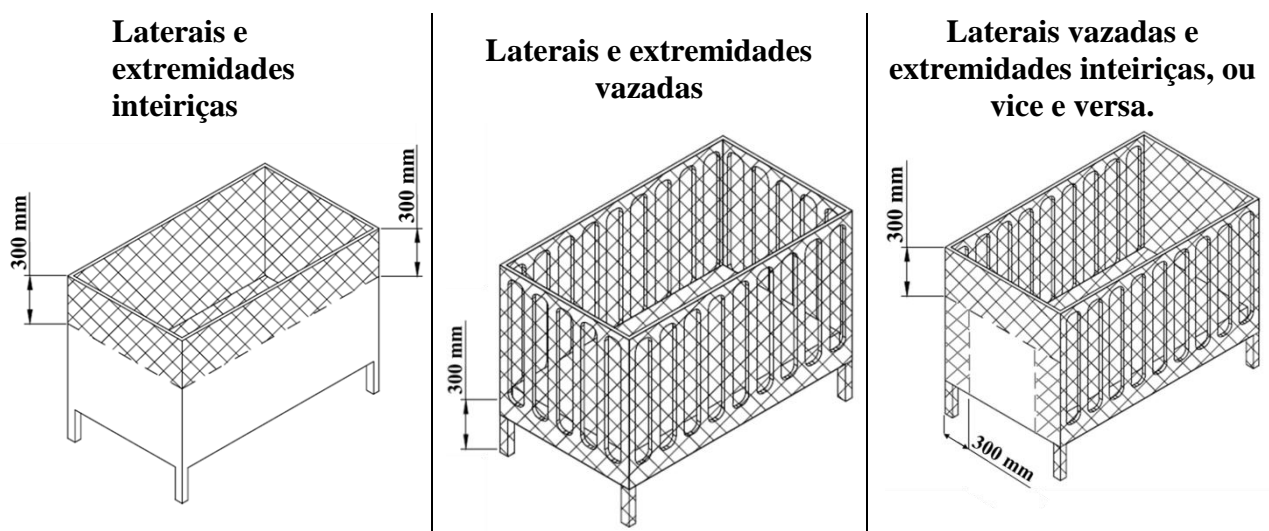 Laterais e
extremidades
inteiriças
300 mm
300 mm
Laterais e extremidades
vazadas
300 mm
Laterais vazadas e
extremidades inteiriças, ou
vice e versa.
300 mm
300 mm